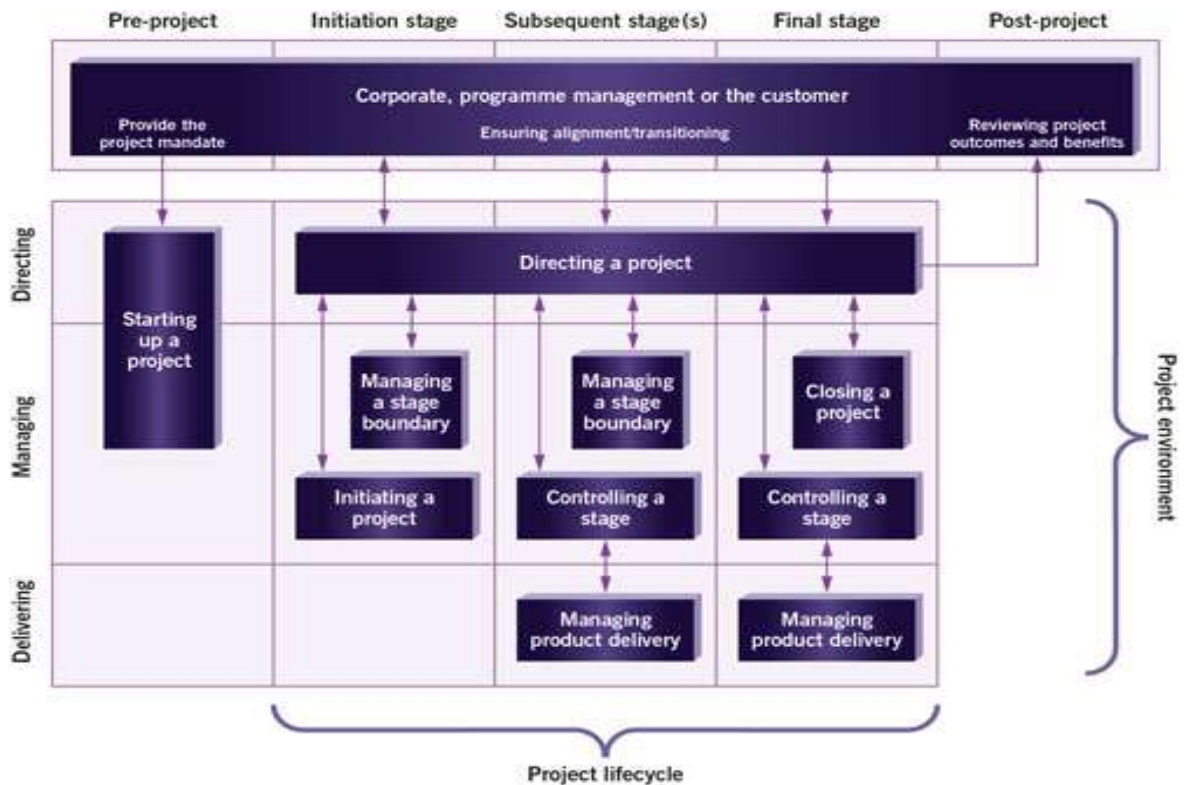 Pre-project
Initiation stage
Subsequent stage(s)
Final stage
Post-project
Corporate, programme management or the customer
Provide the
project mandate
Ensuring alignment/transitioning
Reviewing project
outcomes and benefits
Directing
Directing a project
Starting
up a
project
Managing
Managing
a stage
boundary
Managing
a stage
boundary
Closing a
project
Initiating a
project
Controlling a
stage
Controlling a
stage
Delivering
Managing
product delivery
Managing
product delivery
Project environment
Project lifecycle